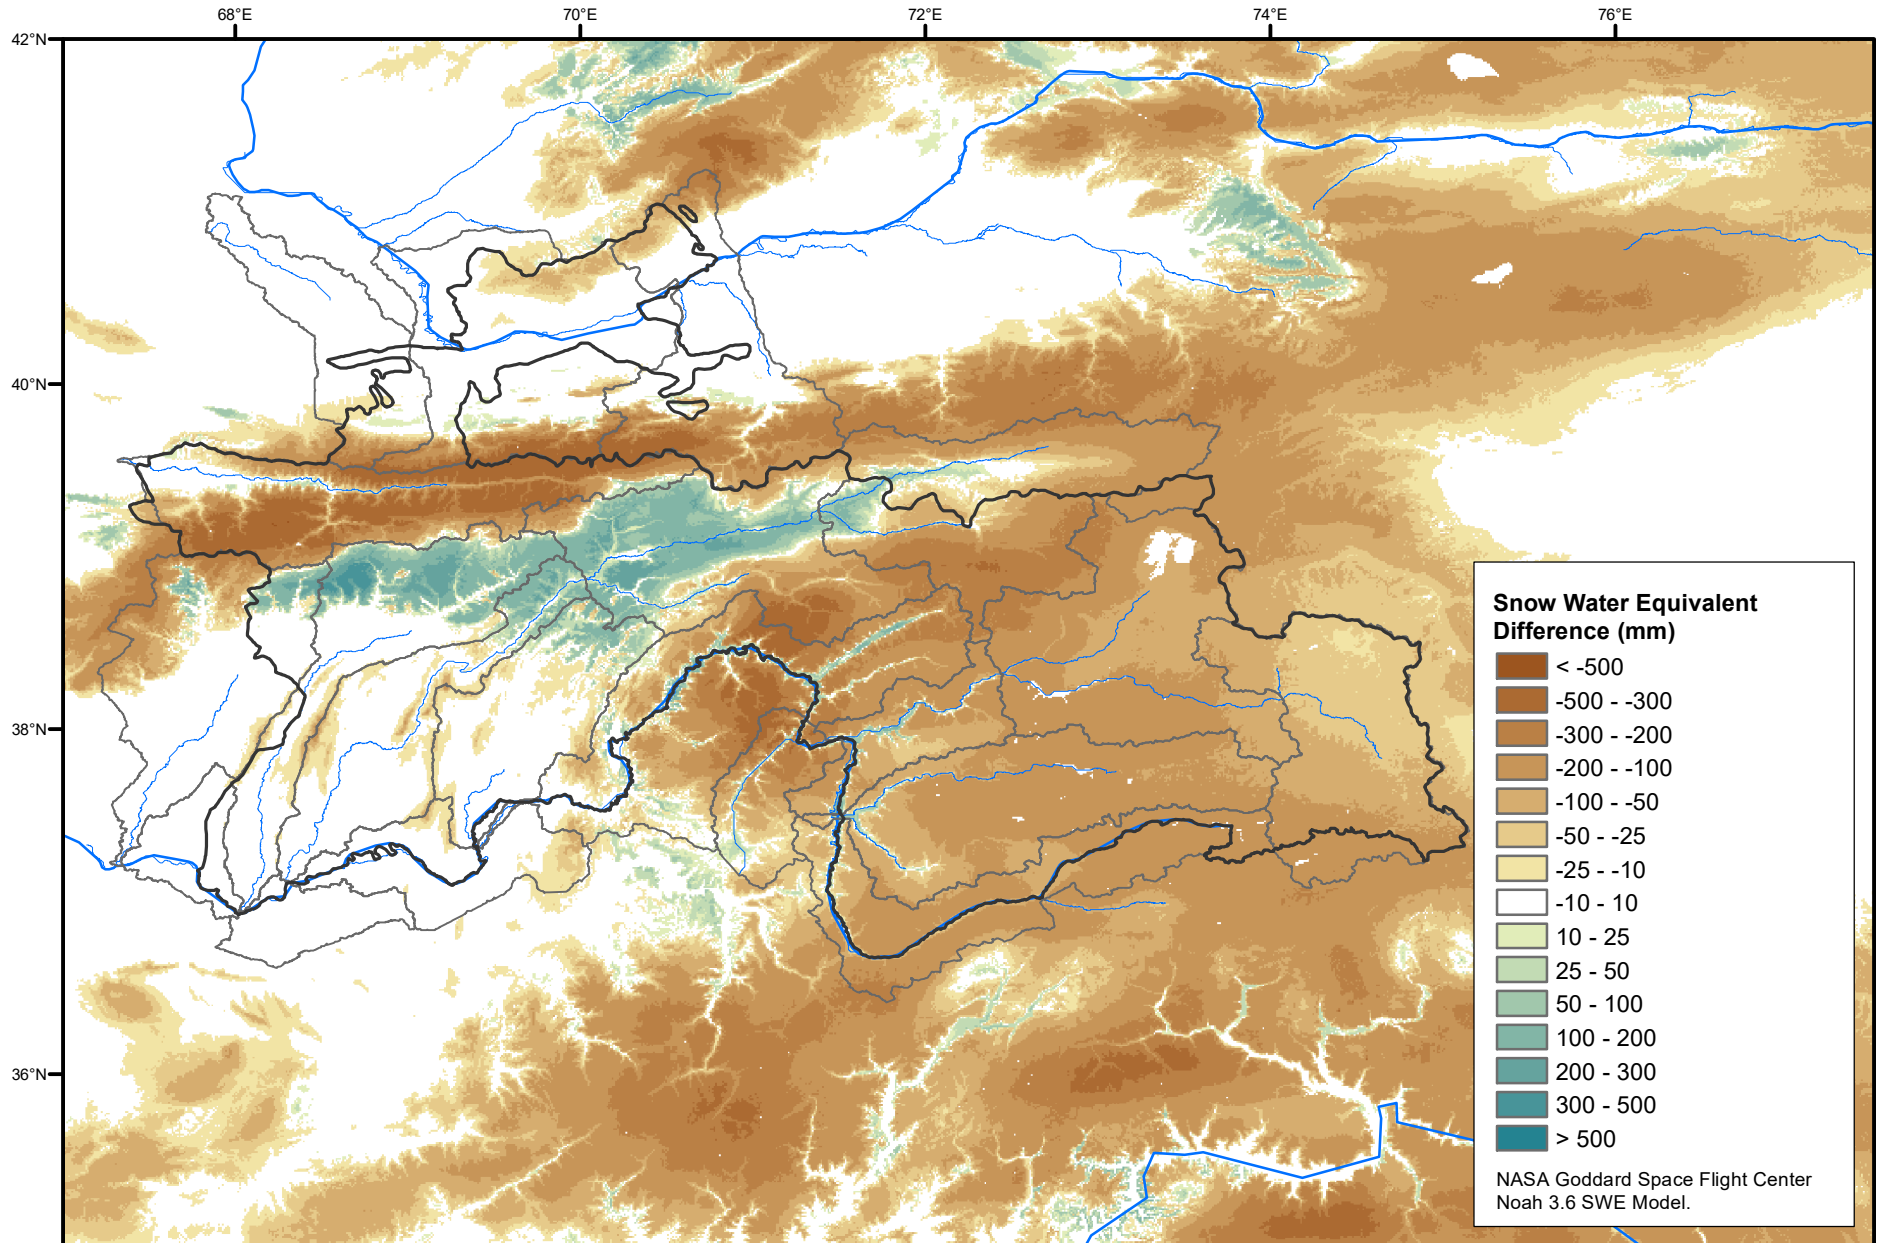 68°E 70°E 72°E 74°E 76°E
42°N
40°N
38°N
36°N
Snow Water Equivalent
Difference (mm)
< -500
-500 - -300
-300 - -200
-200 - -100
-100 - -50
-50 - -25
-25 - -10
-10 - 10
10 - 25
25 - 50
50 - 100
100 - 200
200 - 300
300 - 500
> 500
NASA Goddard Space Flight Center
Noah 3.6 SWE Model.